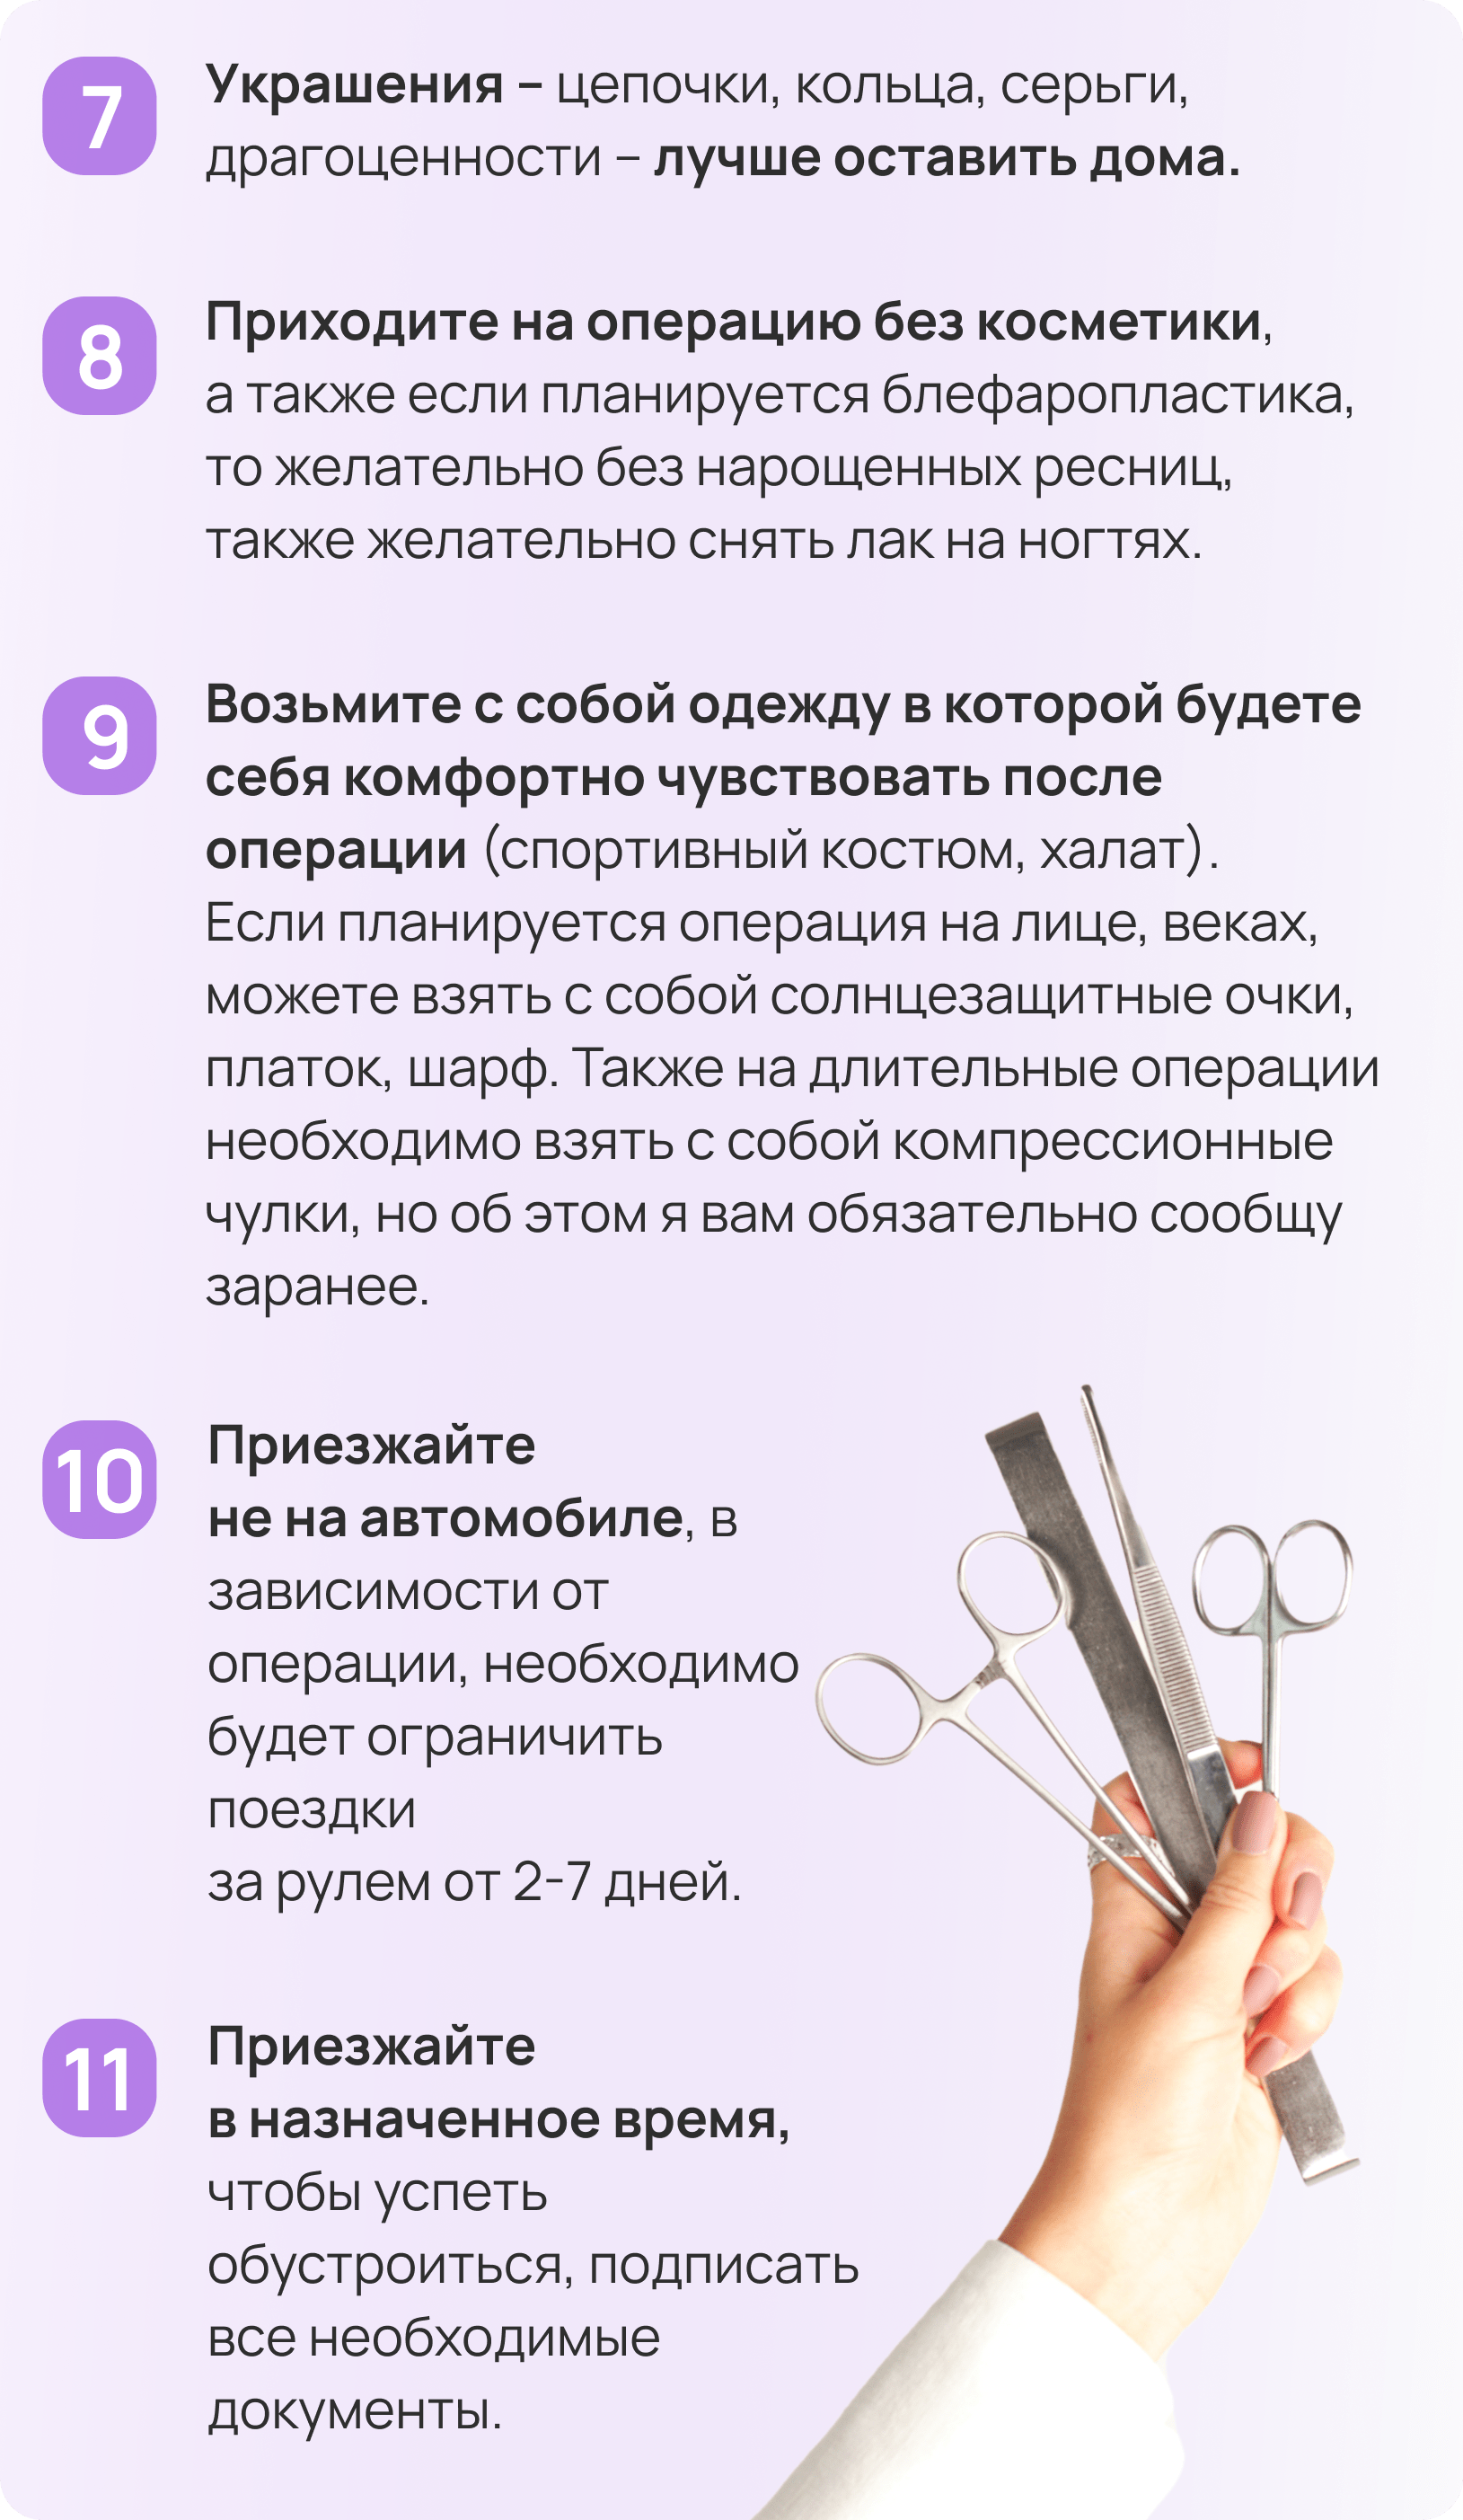 7
Украшения – цепочки, кольца, серьги,
драгоценности – лучше оставить дома.
8
Приходите на операцию без косметики,
а также если планируется блефаропластика,
то желательно без нарощенных ресниц,
также желательно снять лак на ногтях.
9
Возьмите с собой одежду в которой будете
себя комфортно чувствовать после
операции (спортивный костюм, халат).
Если планируется операция на лице, веках,
можете взять с собой солнцезащитные очки,
платок, шарф. Также на длительные операции
необходимо взять с собой компрессионные
чулки, но об этом я вам обязательно сообщу
заранее.
10
Приезжайте
не на автомобиле, в
зависимости от
операции, необходимо
будет ограничить
поездки
за рулем от 2-7 дней.
11
Приезжайте
в назначенное время,
чтобы успеть
обустроиться, подписать
все необходимые
документы.